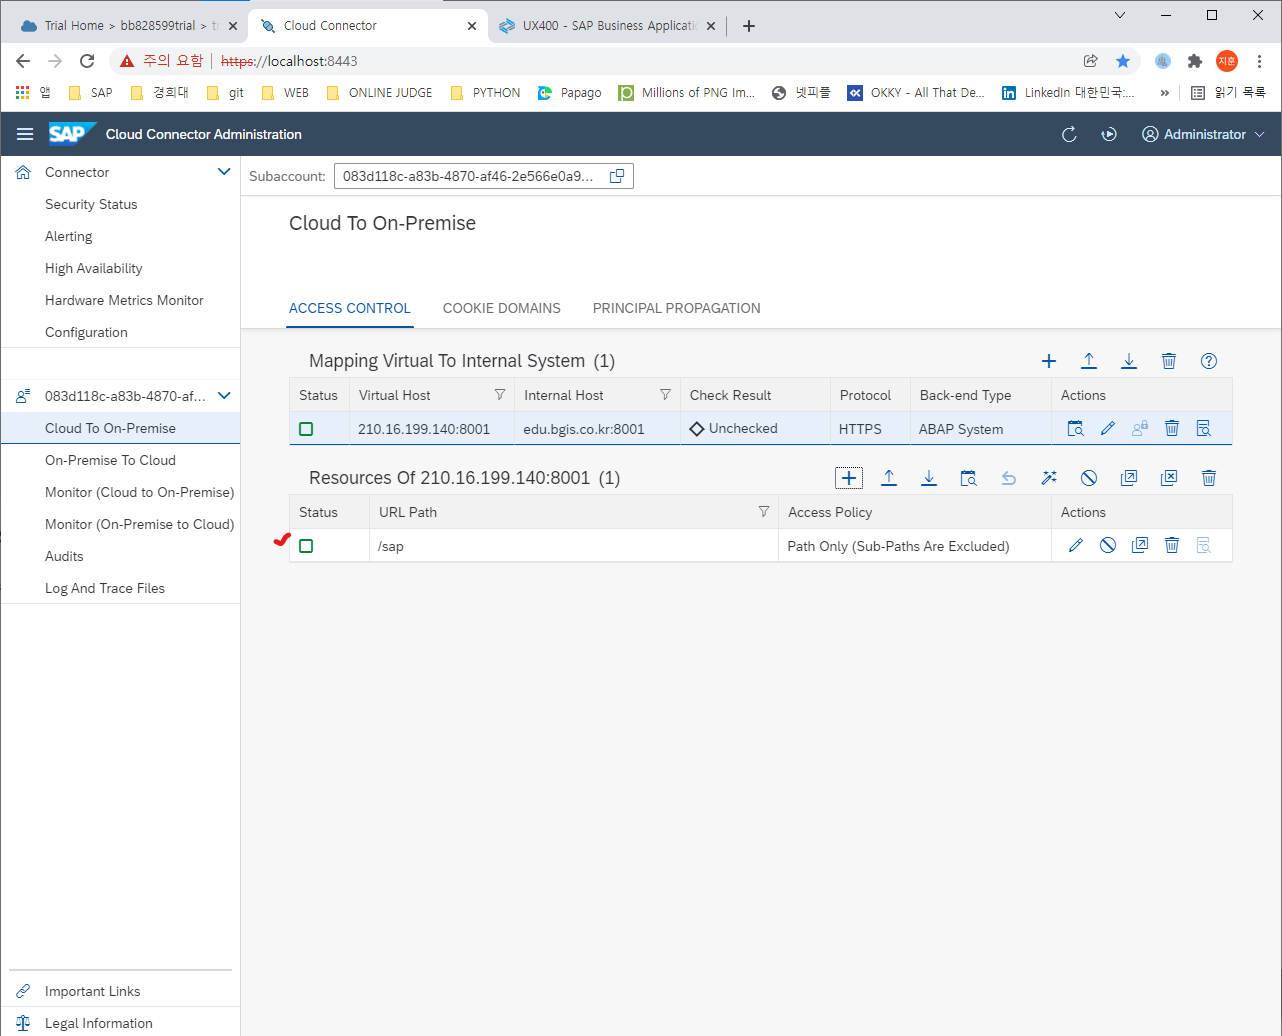 Trial Home > bb828599trial > t
Cloud Connector
UX400 - SAP Business Applicati
주의 요함 | https://localhost:8443
지훈
앱 SAP 경희대 git WEB ONLINE JUDGE PYTHON Papago Millions of PNG Im... 넷피플 OKKY - All That De... LinkedIn 대한민국:... » 읽기 목록
SAP Cloud Connector Administration
Administrator
Connector
Security Status
Alerting
High Availability
Hardware Metrics Monitor
Configuration
083d118c-a83b-4870-af...
Cloud To On-Premise
On-Premise To Cloud
Monitor (Cloud to On-Premise)
Monitor (On-Premise to Cloud)
Audits
Log And Trace Files
Important Links
Legal Information
Subaccount: 083d118c-a83b-4870-af46-2e566e0a9...
Cloud To On-Premise
ACCESS CONTROL COOKIE DOMAINS PRINCIPAL PROPAGATION
Mapping Virtual To Internal System (1)
Status Virtual Host Internal Host Check Result Protocol Back-end Type Actions
210.16.199.140:8001 edu.bgis.co.kr:8001 Unchecked HTTPS ABAP System
Resources Of 210.16.199.140:8001 (1)
Status URL Path Access Policy Actions
/sap Path Only (Sub-Paths Are Excluded)